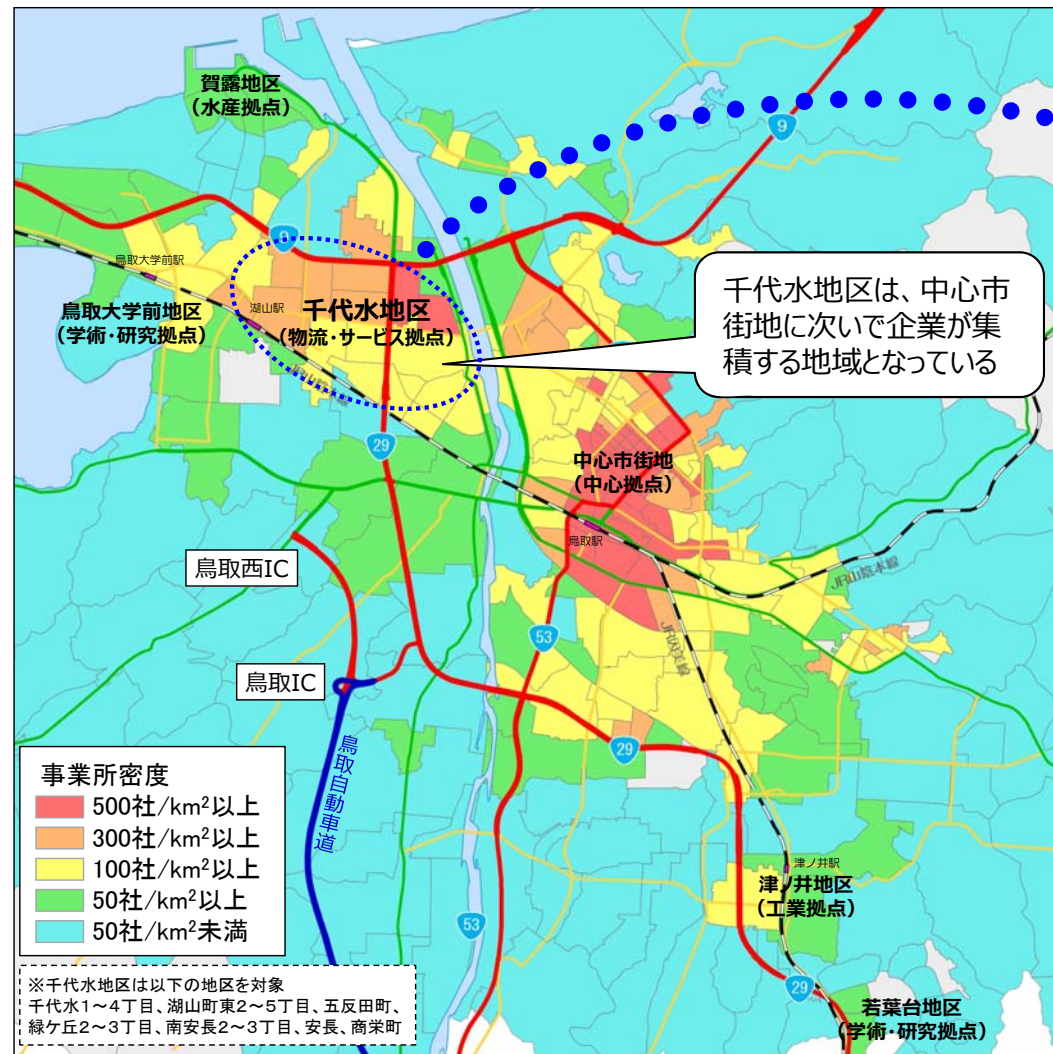 賀露地区
(水産拠点)
9
9
鳥取大学前駅
鳥取大学前地区
(学術・研究拠点)
湖山駅
千代水地区
(物流・サービス拠点)
千代水地区は、中心市
街地に次いで企業が集
積する地域となっている
29
中心市街地
(中心拠点)
鳥取駅
JR山陰本線
JR因美線
鳥取西IC
鳥取IC
53
29
鳥取自動車道
事業所密度
500社/km²以上
300社/km²以上
100社/km²以上
50社/km²以上
50社/km²未満
津ノ井駅
津ノ井地区
(工業拠点)
53
29
若葉台地区
(学術・研究拠点)
※千代水地区は以下の地区を対象
千代水1～4丁目、湖山町東2～5丁目、五反田町、
緑ケ丘2～3丁目、南安長2～3丁目、安長、商栄町